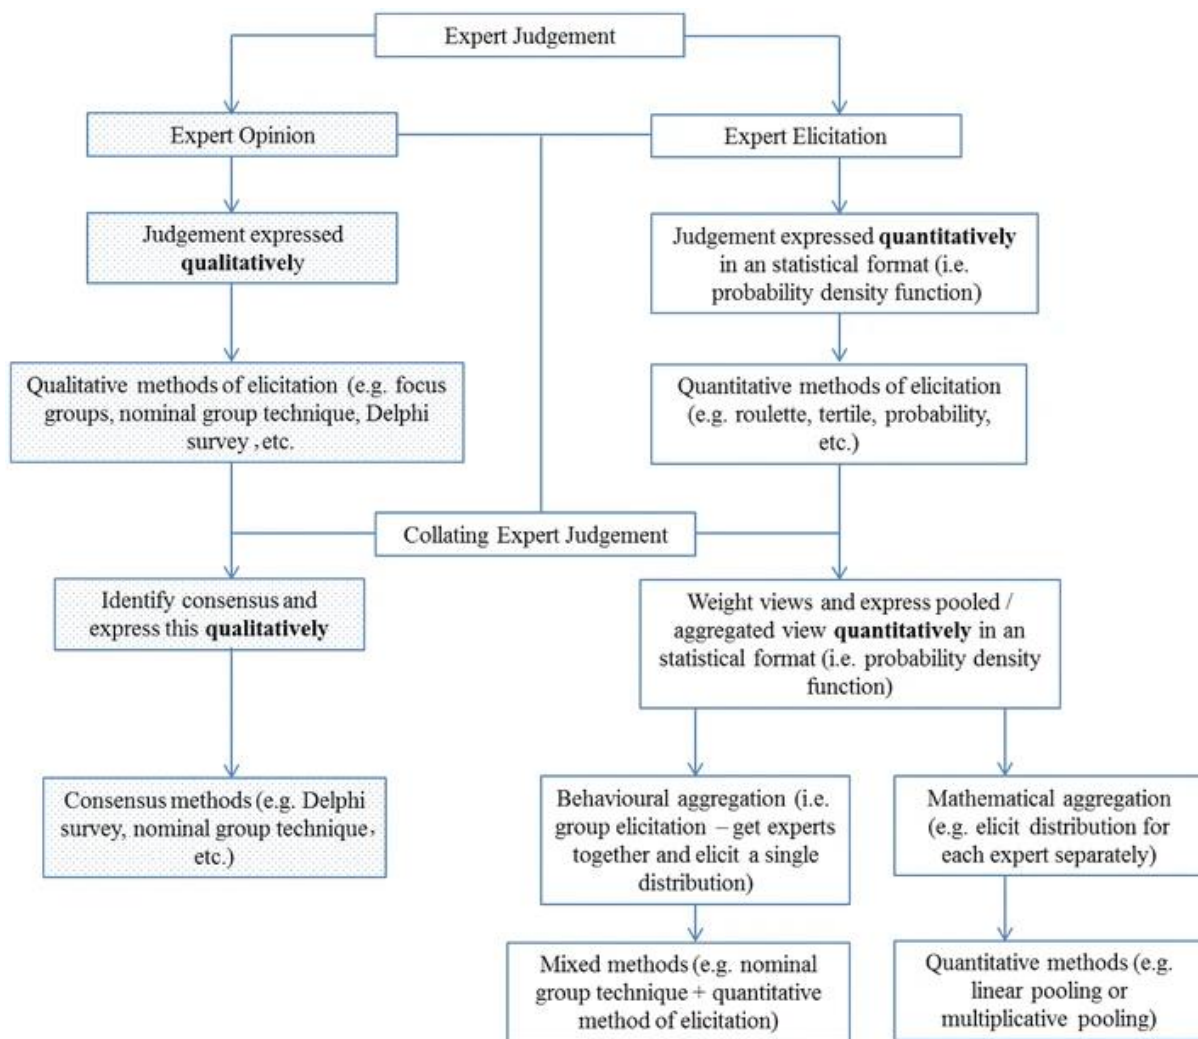 Expert Judgement
Expert Opinion
Expert Elicitation
Judgement expressed
qualitatively
Judgement expressed quantitatively
in an statistical format (i.e.
probability density function)
Qualitative methods of elicitation (e.g. focus
groups, nominal group technique, Delphi
survey ,etc.
Quantitative methods of elicitation
(e.g. roulette, tertile, probability,
etc.)
Collating Expert Judgement
Identify consensus and
express this qualitatively
Weight views and express pooled /
aggregated view quantitatively in an
statistical format (i.e. probability density
function)
Consensus methods (e.g. Delphi
survey, nominal group technique,
etc.)
Behavioural aggregation (i.e.
group elicitation – get experts
together and elicit a single
distribution)
Mathematical aggregation
(e.g. elicit distribution for
each expert separately)
Mixed methods (e.g. nominal
group technique + quantitative
method of elicitation)
Quantitative methods (e.g.
linear pooling or
multiplicative pooling)